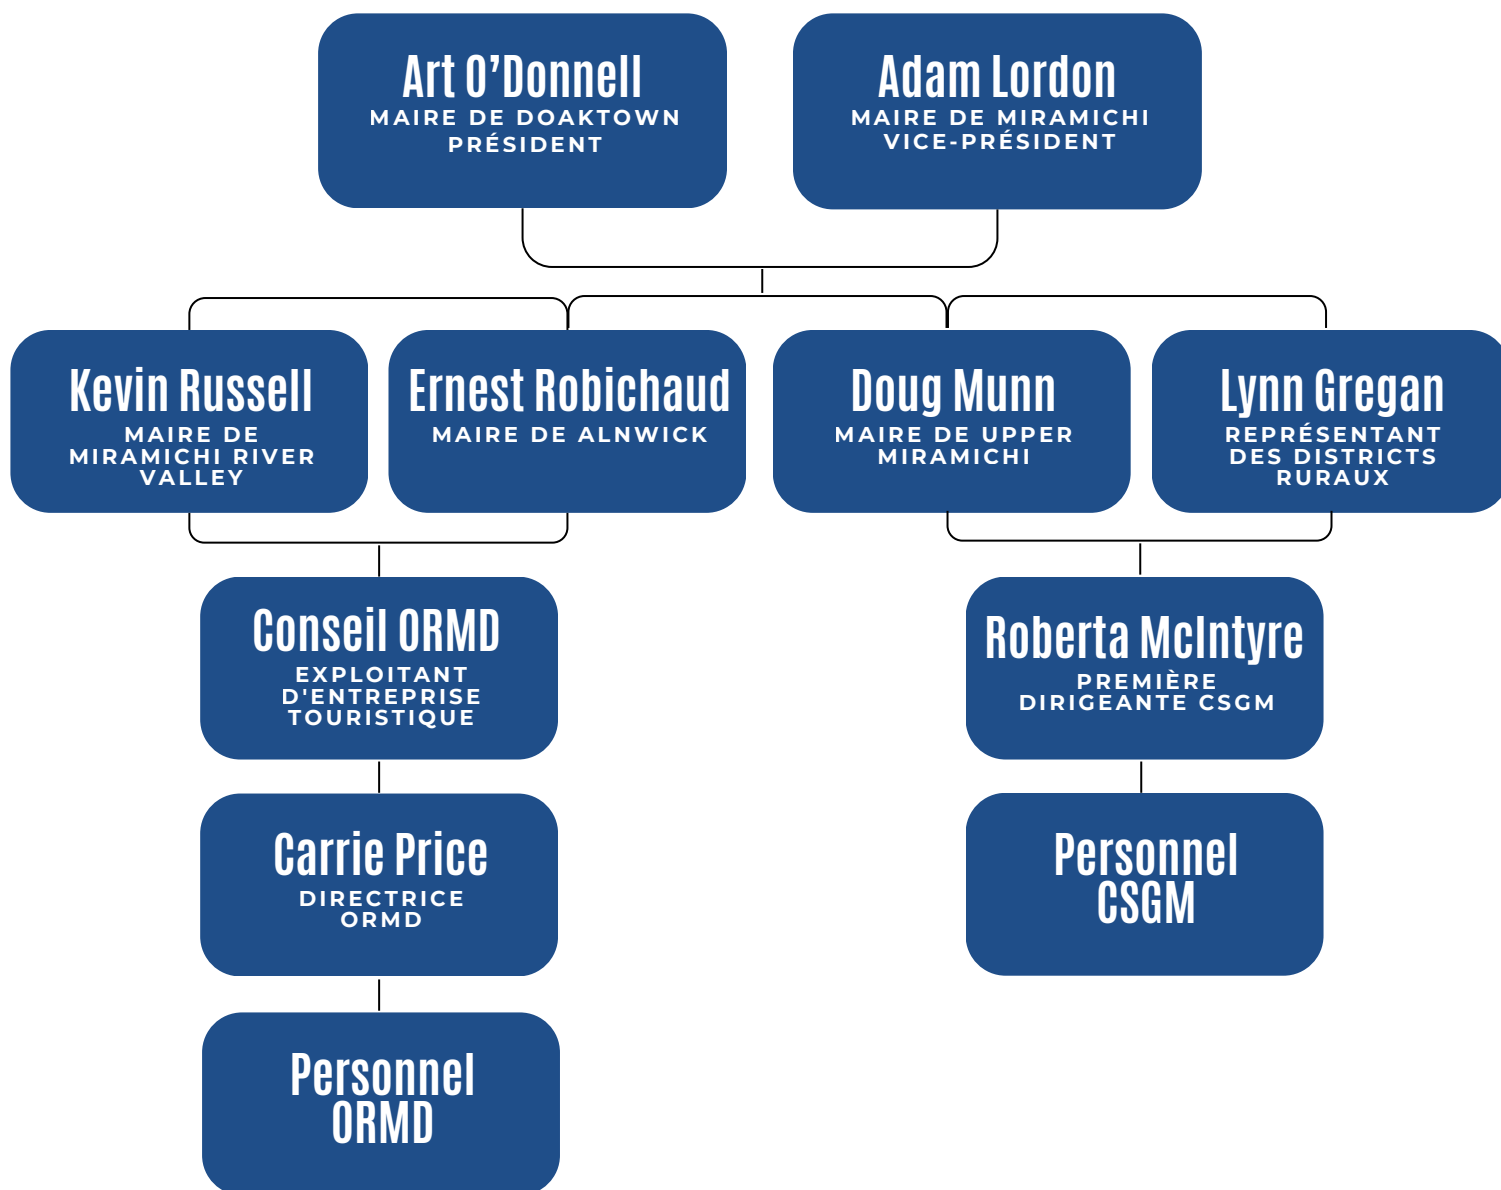 Art O’Donnell
MAIRE DE DOAKTOWN
PRÉSIDENT
Adam Lordon
MAIRE DE MIRAMICHI
VICE-PRÉSIDENT
Kevin Russell
MAIRE DE
MIRAMICHI RIVER
VALLEY
Ernest Robichaud
MAIRE DE ALNWICK
Doug Munn
MAIRE DE UPPER
MIRAMICHI
Lynn Gregan
REPRÉSENTANT
DES DISTRICTS
RURAUX
Conseil ORMD
EXPLOITANT
D'ENTREPRISE
TOURISTIQUE
Roberta McIntyre
PREMIÈRE
DIRIGEANTE CSGM
Carrie Price
DIRECTRICE
ORMD
Personnel
CSGM
Personnel
ORMD